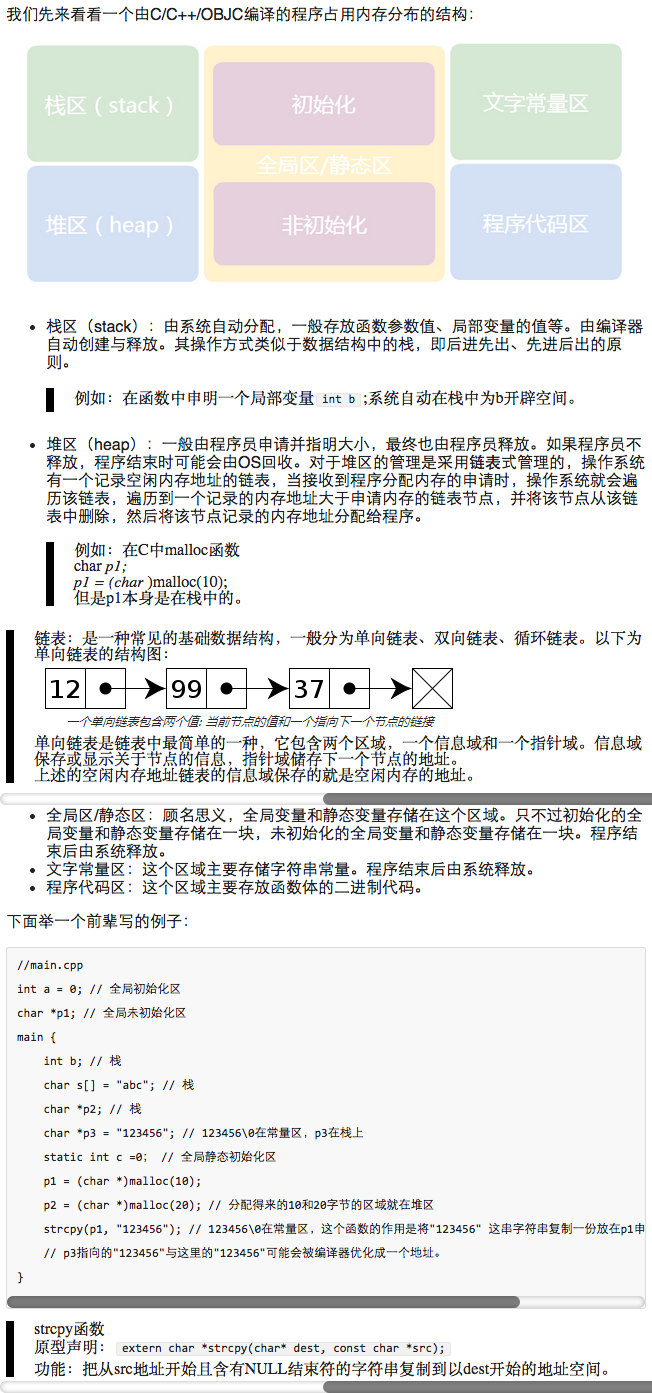 我们先来看看一个由C/C++/OBJC编译的程序占用内存分布的结构：
栈区（stack）
初始化
文字常量区
全局区/静态区
堆区（heap）
非初始化
程序代码区
栈区（stack）：由系统自动分配，一般存放函数参数值、局部变量的值等。由编译器
自动创建与释放。其操作方式类似于数据结构中的栈，即后进先出、先进后出的原
则。
例如：在函数中申明一个局部变量 int b ;系统自动在栈中为b开辟空间。
堆区（heap）：一般由程序员申请并指明大小，最终也由程序员释放。如果程序员不
释放，程序结束时可能会由OS回收。对于堆区的管理是采用链表式管理的，操作系统
有一个记录空闲内存地址的链表，当接收到程序分配内存的申请时，操作系统就会遍
历该链表，遍历到一个记录的内存地址大于申请内存的链表节点，并将该节点从该链
表中删除，然后将该节点记录的内存地址分配给程序。
例如：在C中malloc函数
char p1;
p1 = (char )malloc(10);
但是p1本身是在栈中的。
链表：是一种常见的基础数据结构，一般分为单向链表、双向链表、循环链表。以下为
单向链表的结构图：
12 99 37
一个单向链表包含两个值: 当前节点的值和一个指向下一个节点的链接
单向链表是链表中最简单的一种，它包含两个区域，一个信息域和一个指针域。信息域
保存或显示关于节点的信息，指针域储存下一个节点的地址。
上述的空闲内存地址链表的信息域保存的就是空闲内存的地址。
全局区/静态区：顾名思义，全局变量和静态变量存储在这个区域。只不过初始化的全
局变量和静态变量存储在一块，未初始化的全局变量和静态变量存储在一块。程序结
束后由系统释放。
文字常量区：这个区域主要存储字符串常量。程序结束后由系统释放。
程序代码区：这个区域主要存放函数体的二进制代码。
下面举一个前辈写的例子：
//main.cpp
int a = 0; // 全局初始化区
char *p1; // 全局未初始化区
main {
int b; // 栈
char s[] = "abc"; // 栈
char *p2; // 栈
char *p3 = "123456"; // 123456\0在常量区，p3在栈上
static int c =0； // 全局静态初始化区
p1 = (char *)malloc(10);
p2 = (char *)malloc(20); // 分配得来的10和20字节的区域就在堆区
strcpy(p1, "123456"); // 123456\0在常量区，这个函数的作用是将"123456" 这串字符串复制一份放在p1申
// p3指向的"123456"与这里的"123456"可能会被编译器优化成一个地址。
}
strcpy函数
原型声明： extern char *strcpy(char* dest, const char *src);
功能：把从src地址开始且含有NULL结束符的字符串复制到以dest开始的地址空间。